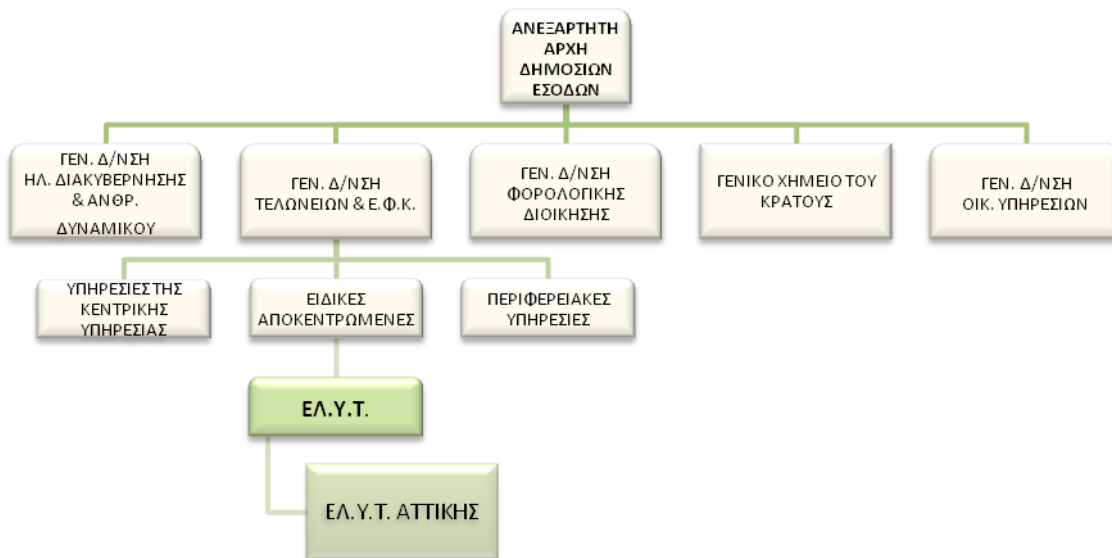 ΑΝΕΞΑΡΤΗΤΗ
ΑΡΧΗ
ΔΗΜΟΣΙΩΝ
ΕΣΟΔΩΝ
ΓΕΝ. Δ/ΝΣΗ
ΗΛ. ΔΙΑΚΥΒΕΡΝΗΣΗΣ
& ΑΝΘΡ.
ΔΥΝΑΜΙΚΟΥ
ΓΕΝ. Δ/ΝΣΗ
ΤΕΛΩΝΕΙΩΝ & Ε.Φ.Κ.
ΓΕΝ. Δ/ΝΣΗ
ΦΟΡΟΛΟΓΙΚΗΣ
ΔΙΟΙΚΗΣΗΣ
ΓΕΝΙΚΟ ΧΗΜΕΙΟ ΤΟΥ
ΚΡΑΤΟΥΣ
ΓΕΝ. Δ/ΝΣΗ
ΟΙΚ. ΥΠΗΡΕΣΙΩΝ
ΥΠΗΡΕΣΙΕΣ ΤΗΣ
ΚΕΝΤΡΙΚΗΣ
ΥΠΗΡΕΣΙΑΣ
ΕΙΔΙΚΕΣ
ΑΠΟΚΕΝΤΡΩΜΕΝΕΣ
ΠΕΡΙΦΕΡΕΙΑΚΕΣ
ΥΠΗΡΕΣΙΕΣ
ΕΛ.Υ.Τ.
ΕΛ.Υ.Τ. ΑΤΤΙΚΗΣ